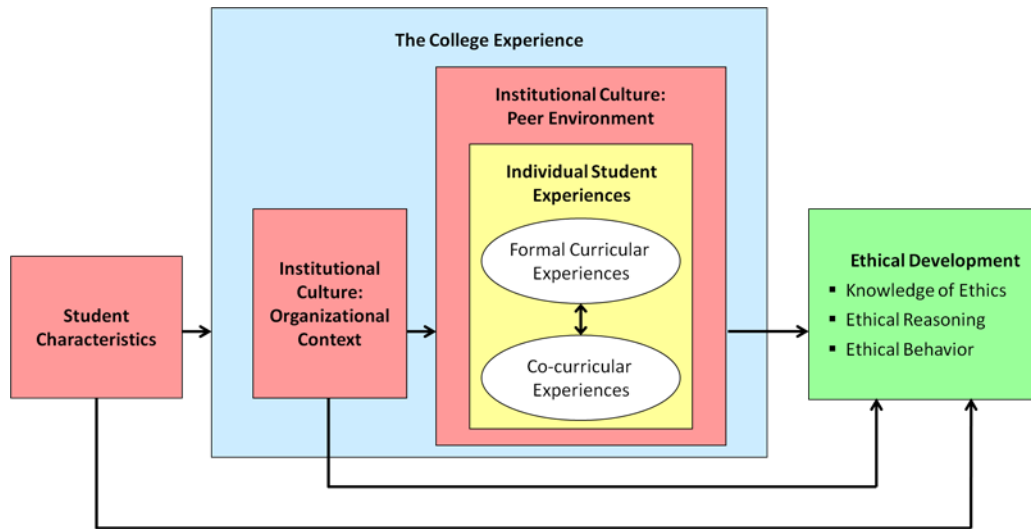 The College Experience
Institutional Culture:
Peer Environment
Individual Student
Experiences
Formal Curricular
Experiences
Co-curricular
Experiences
Institutional
Culture:
Organizational
Context
Student
Characteristics
Ethical Development
▪ Knowledge of Ethics
▪ Ethical Reasoning
▪ Ethical Behavior